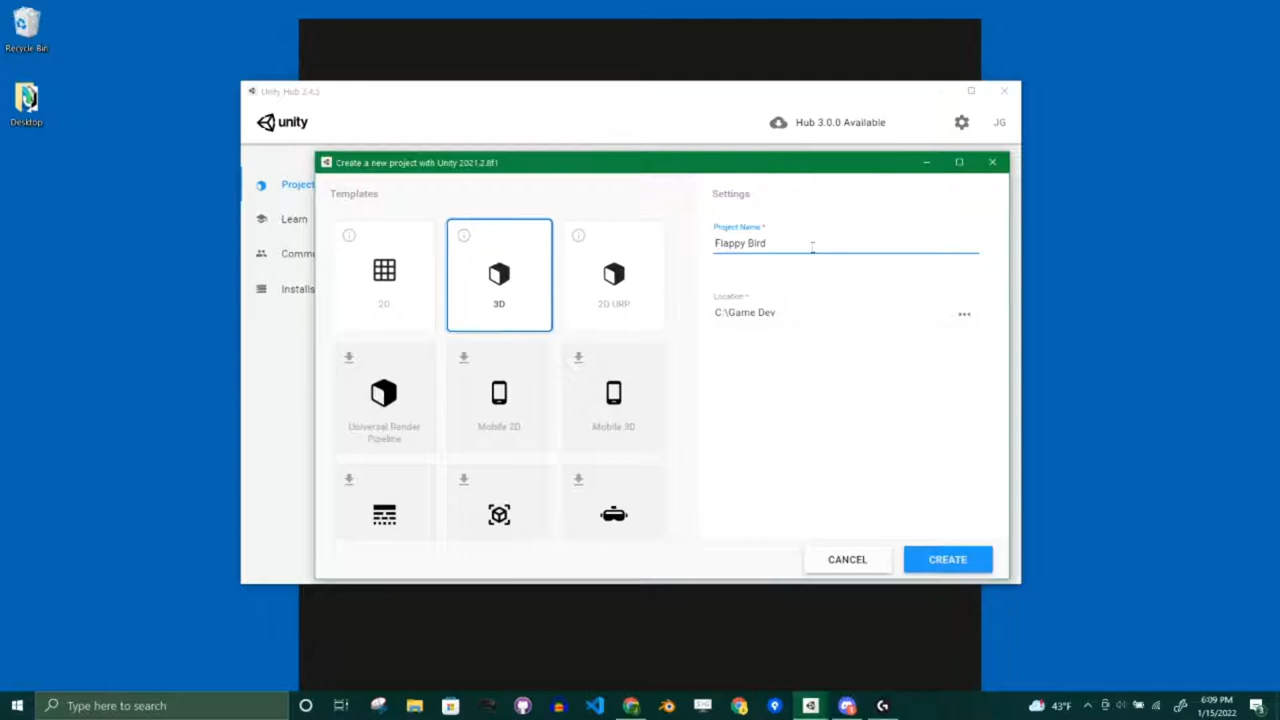 Recycle Bin
Desktop
Unity Hub 2.4.5
unity
Hub 3.0.0 Available
JG
Create a new project with Unity 2021.2.8f1
Project
Learn
Comm
Installs
Templates
2D
3D
2D URP
Universal Render
Pipeline
Mobile 2D
Mobile 3D
Settings
Project Name *
Flappy Bird
Location *
C:\Game Dev
CANCEL
CREATE
Type here to search
43°F
6:09 PM
1/15/2022